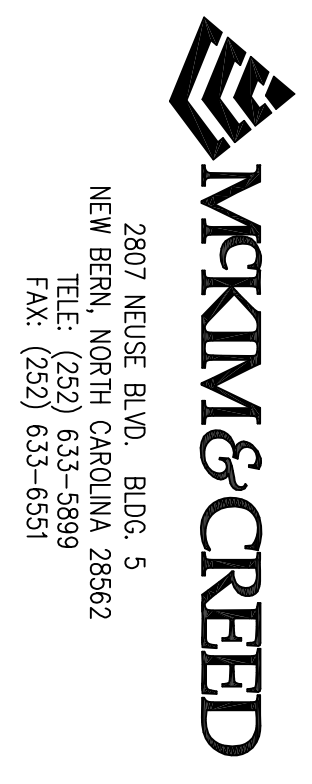 MCKIM & CREED
2807 NEUSE BLVD. BLDG. 5
NEW BERN, NORTH CAROLINA 28562
TELE: (252) 633-5899
FAX: (252) 633-6551